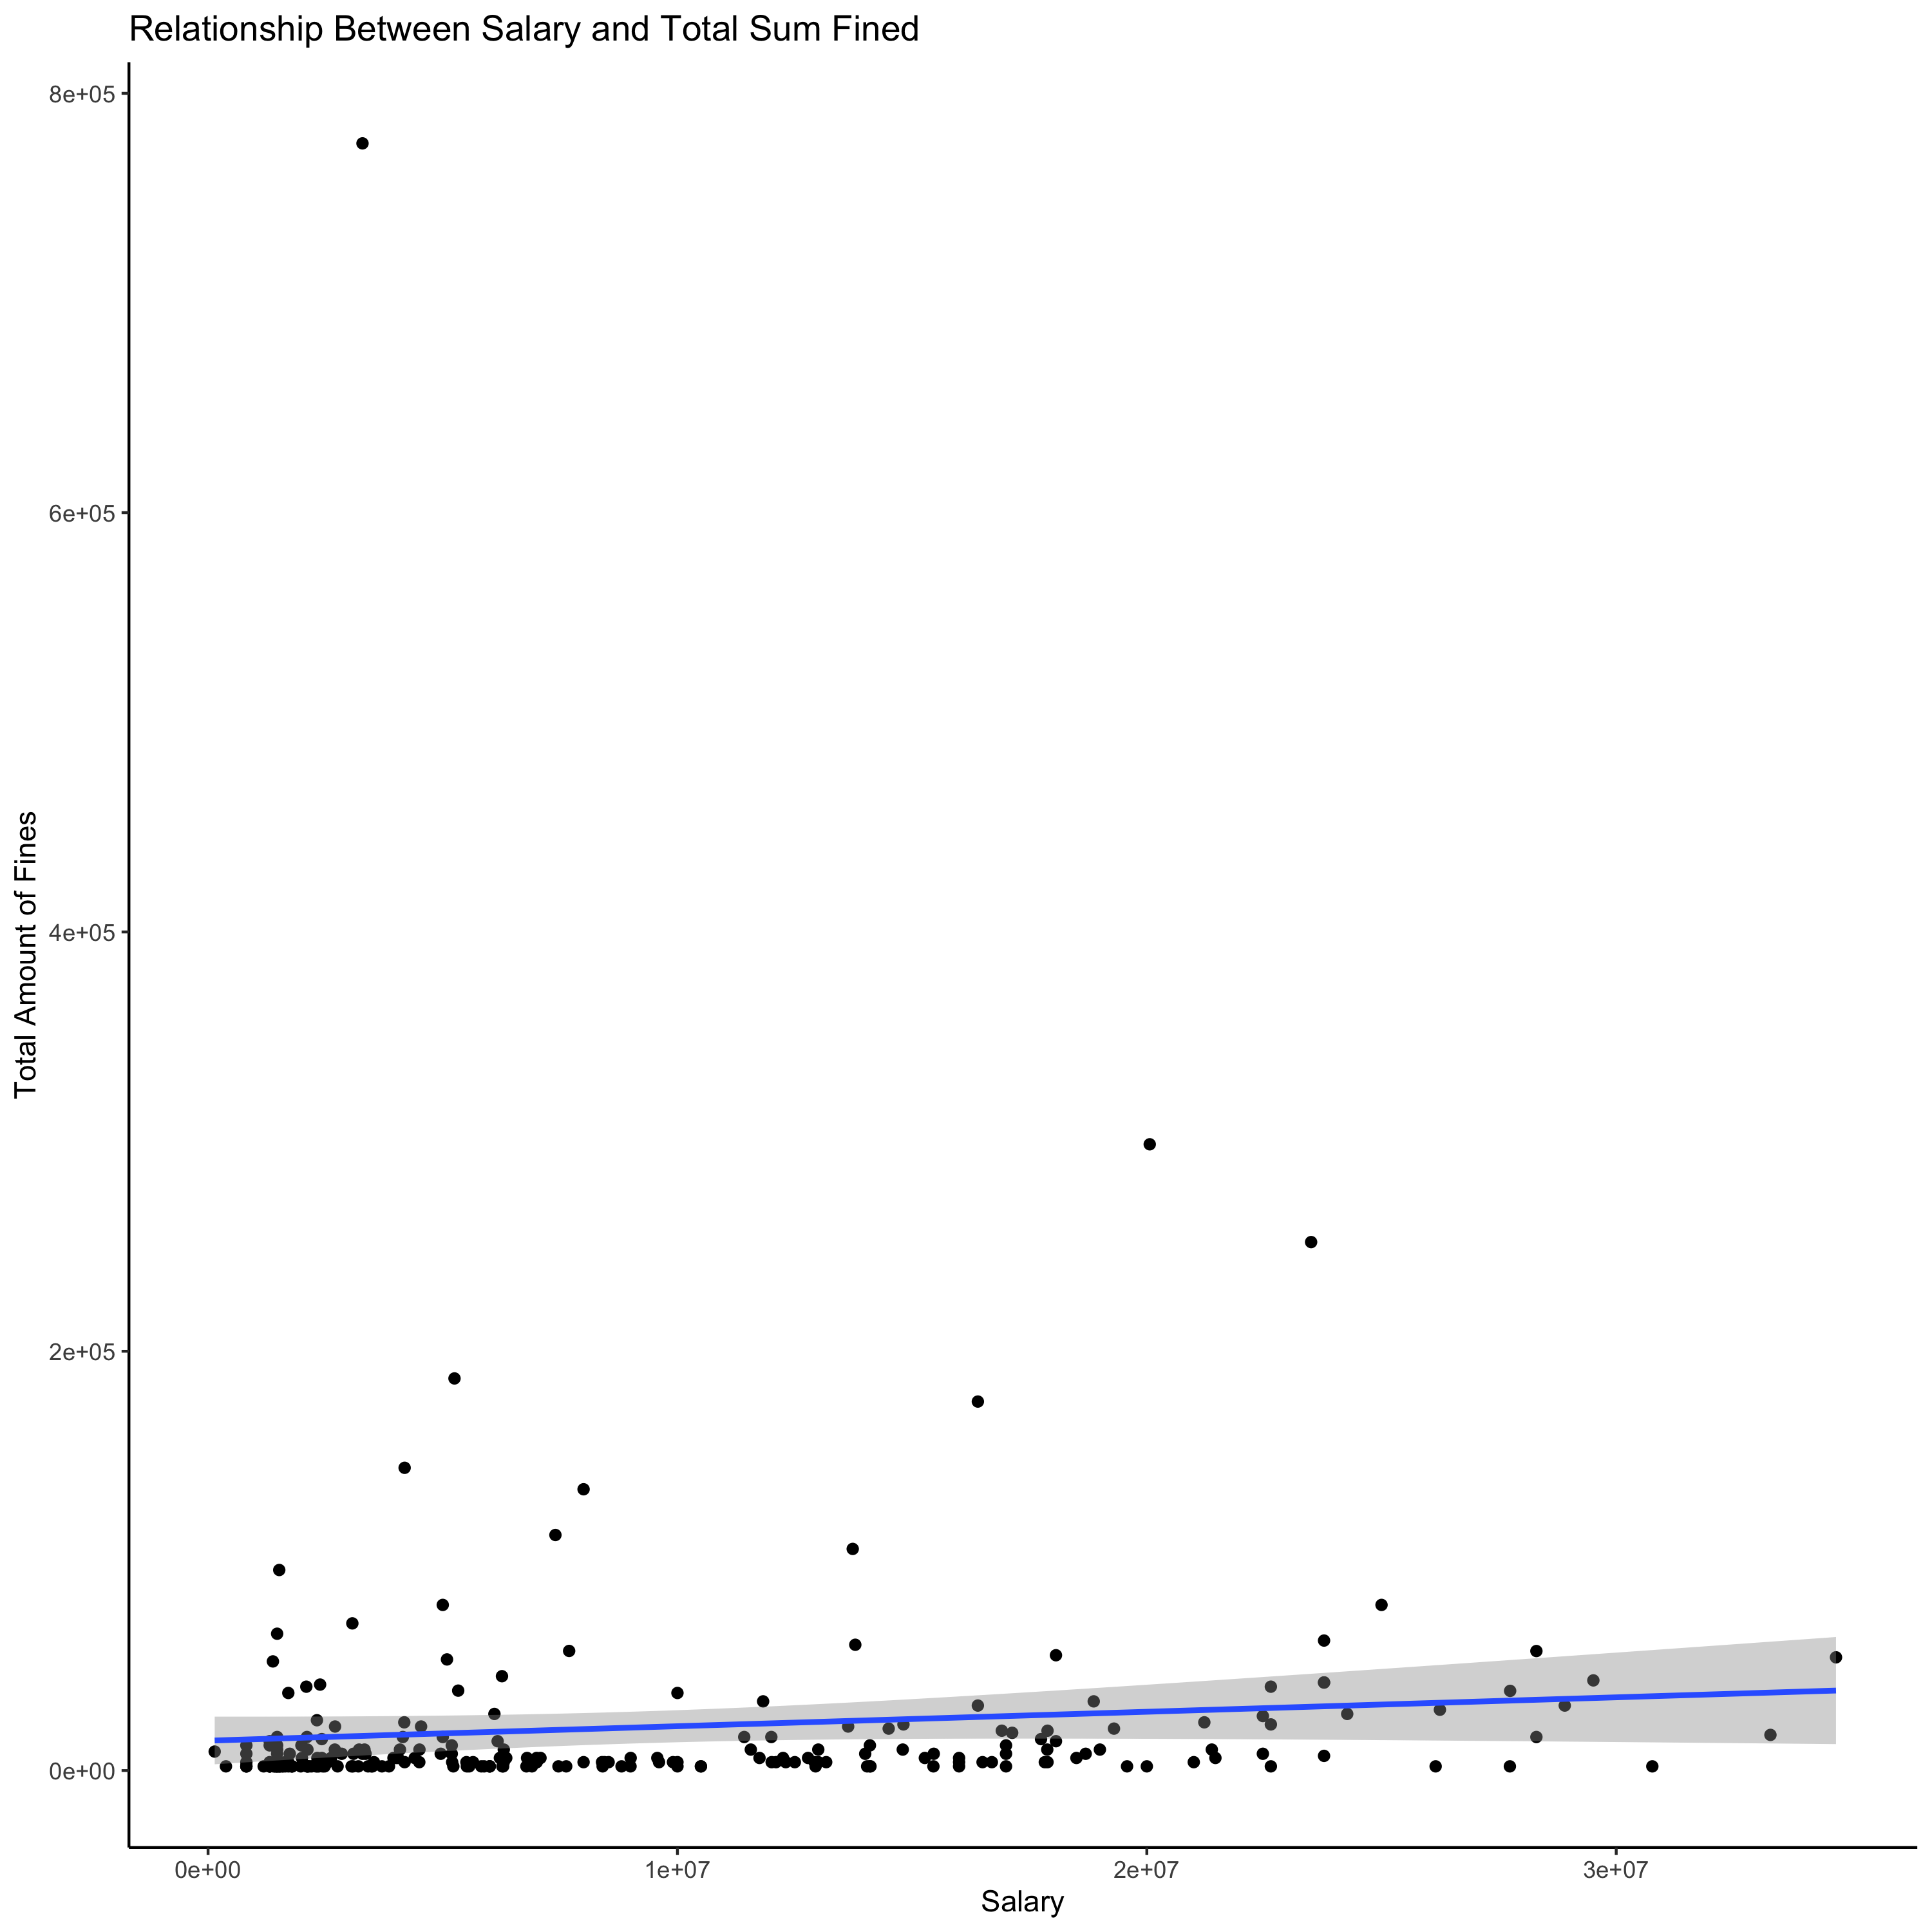 Relationship Between Salary and Total Sum Fined
8e+05
6e+05
4e+05
2e+05
0e+00
Total Amount of Fines
0e+00 1e+07 2e+07 3e+07
Salary